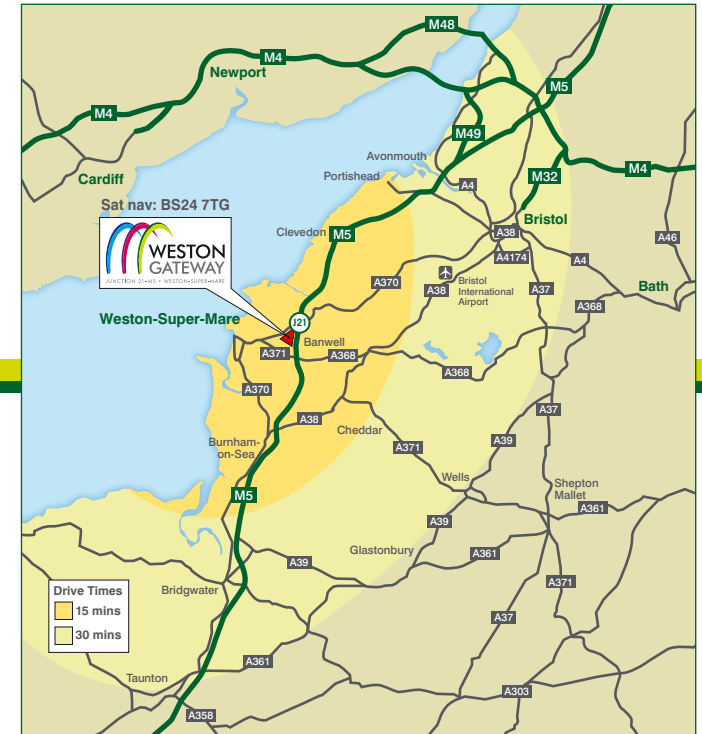 M48
M4
M5
Newport
M4
M49
Avonmouth
M4
M32
Portishead
A4
Cardiff
Sat nav: BS24 7TG
Bristol
Clevedon
M5
A38
A46
WESTON
GATEWAY
JUNCTION 21 • M5 • WESTON-SUPER-MARE
A4174
A4
Bristol
International
Airport
A370
A38
A37
Bath
A368
Weston-Super-Mare
J21
Banwell
A371
A368
A368
A370
A37
A38
Cheddar
Burnham-
on-Sea
A371
A39
Wells
Shepton
Mallet
M5
A361
A39
Glastonbury
A361
A39
A371
Drive Times
15 mins
30 mins
Bridgwater
A37
A361
Taunton
A303
A358